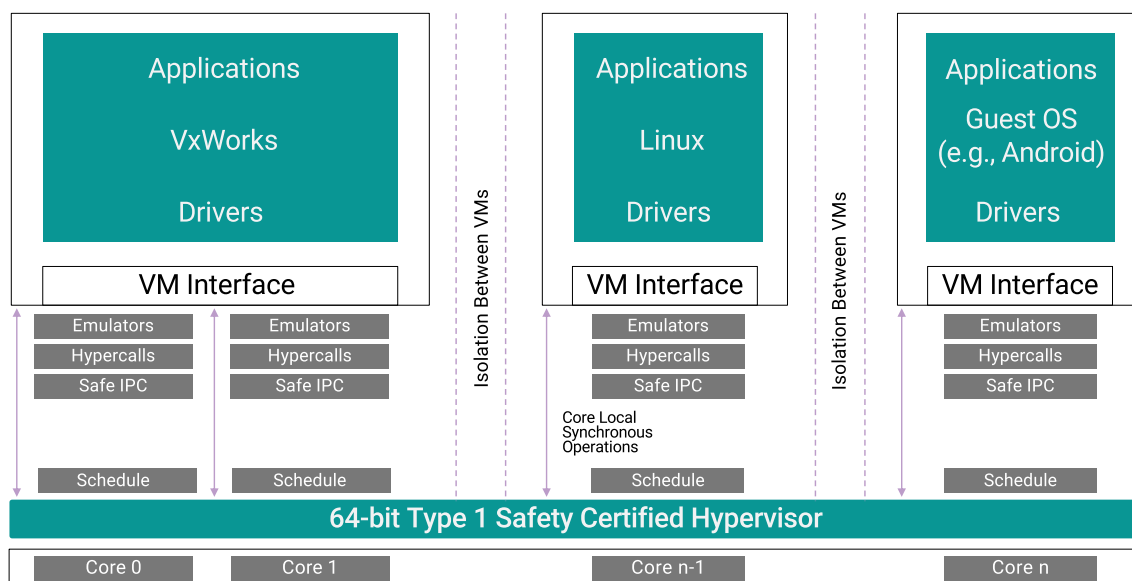 Applications
VxWorks
Drivers
VM Interface
Emulators
Hypercalls
Safe IPC
Schedule
Emulators
Hypercalls
Safe IPC
Schedule
Isolation Between VMs
Applications
Linux
Drivers
VM Interface
Emulators
Hypercalls
Safe IPC
Core Local
Synchronous
Operations
Schedule
Isolation Between VMs
Applications
Guest OS
(e.g., Android)
Drivers
VM Interface
Emulators
Hypercalls
Safe IPC
Schedule
64-bit Type 1 Safety Certified Hypervisor
Core 0
Core 1
Core n-1
Core n